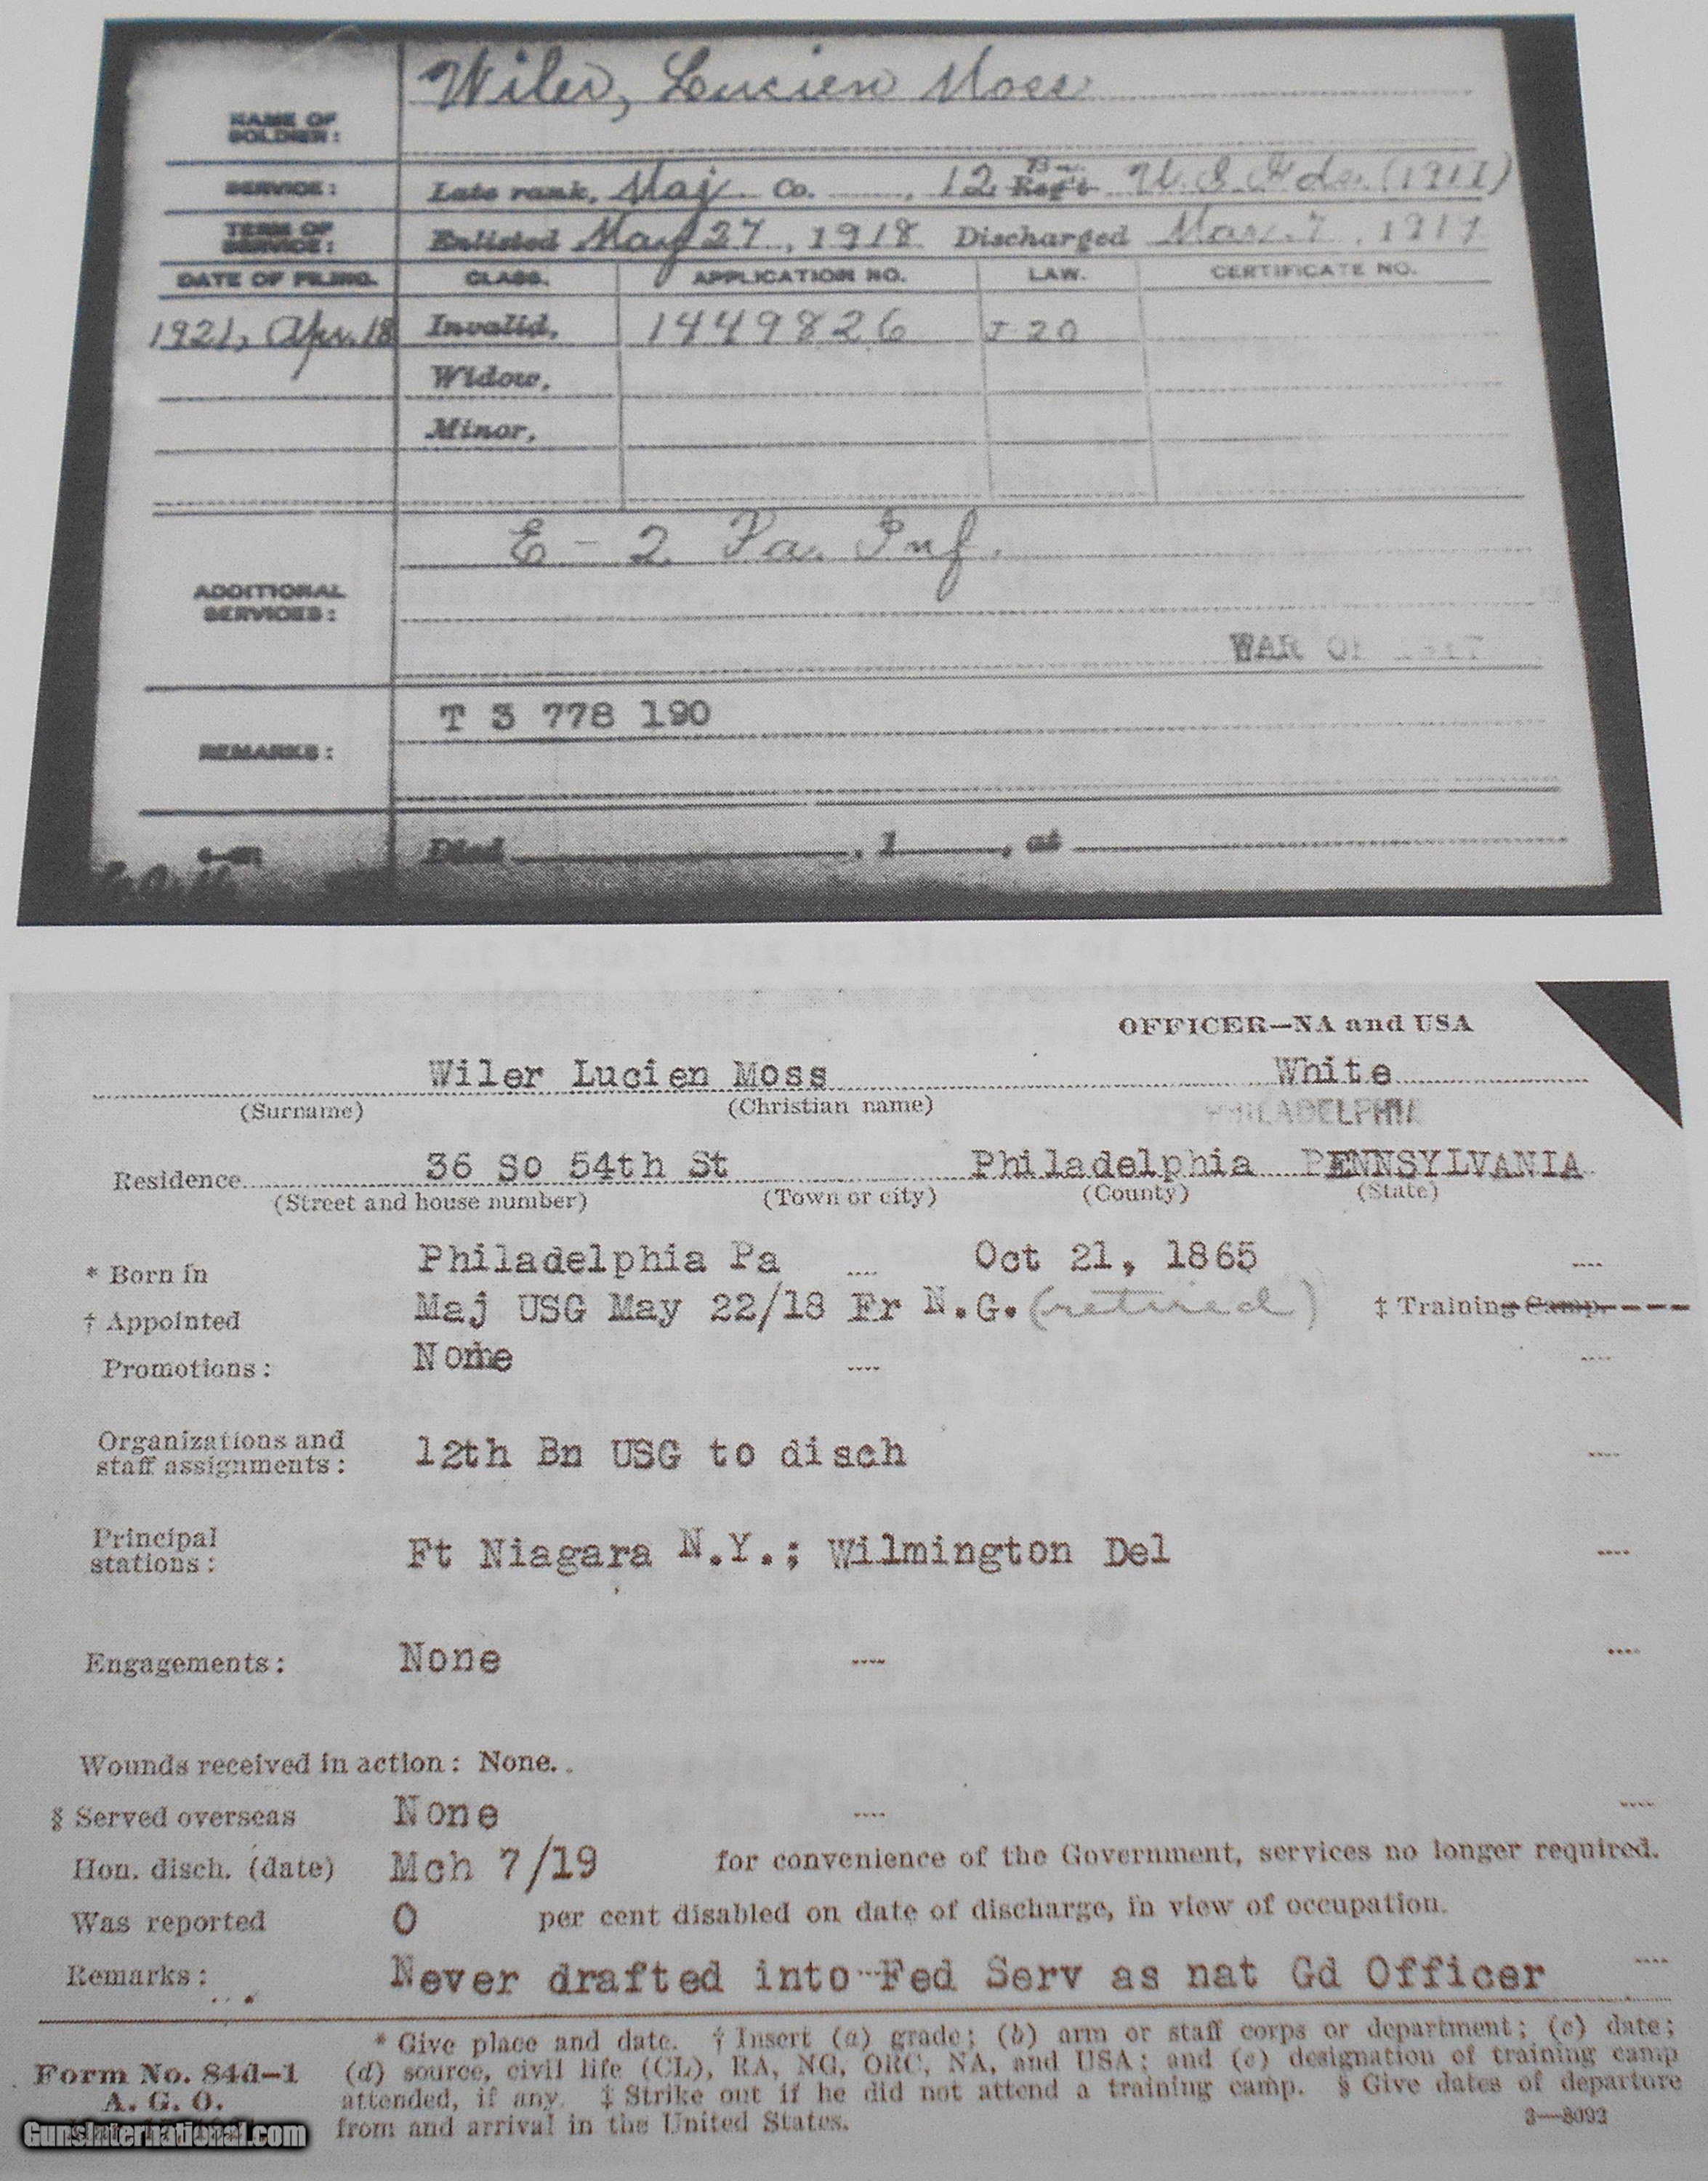 Wiler, Lucien Moss
NAME OF
SOLDIER:
SERVICE: Late rank, Maj Co. , 12 Bn. Reg't U.S. Gds. (1917)
TERM OF
SERVICE: Enlisted May 27, 1918 Discharged Mar. 7, 1919
DATE OF FILING. CLASS. APPLICATION NO. LAW. CERTIFICATE NO.
1921, Apr. 18 Invalid, 1449826 J-20
Widow,
Minor,
E - 2 Pa. Inf.
ADDITIONAL
SERVICES:
WAR OF 1917
T 3 778 190
REMARKS:
Died , 1 , at
OFFICER—NA and USA
Wiler Lucien Moss White
(Surname) (Christian name) PHILADELPHIA
Residence 36 So 54th St Philadelphia PENNSYLVANIA
(Street and house number) (Town or city) (County) (State)
* Born in Philadelphia Pa Oct 21, 1865
† Appointed Maj USG May 22/18 Fr N.G. (retired) ‡ Training Camp.
Promotions: None
Organizations and
staff assignments: 12th Bn USG to disch
Principal
stations: Ft Niagara N.Y.; Wilmington Del
Engagements: None
Wounds received in action: None.
§ Served overseas None
Hon. disch. (date) Mch 7/19 for convenience of the Government, services no longer required.
Was reported 0 per cent disabled on date of discharge, in view of occupation.
Remarks: Never drafted into Fed Serv as nat Gd Officer
* Give place and date. † Insert (a) grade; (b) arm or staff corps or department; (c) date;
Form No. 84d-1 (d) source, civil life (CL), RA, NG, ORC, NA, and USA; and (e) designation of training camp
A. G. O. attended, if any. ‡ Strike out if he did not attend a training camp. § Give dates of departure
GunsInternational.com from and arrival in the United States. 3—8092